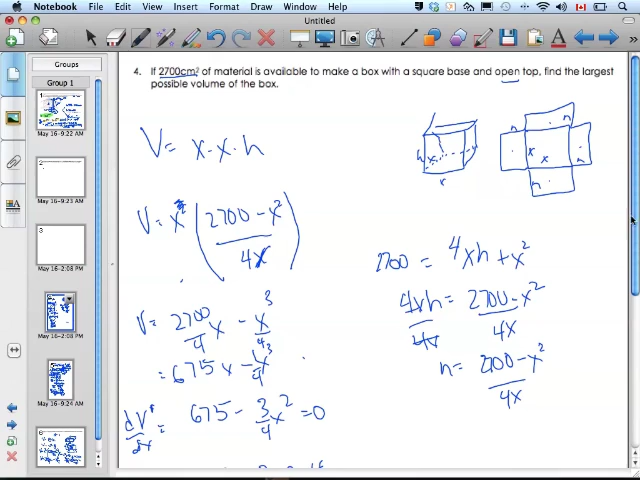 Notebook File Edit View Insert Format Draw Window Help
Untitled
Groups
Group 1
May 16-9:22 AM
May 16-9:23 AM
May 16-2:08 PM
May 16-2:08 PM
May 16-9:24 AM
4. If 2700cm² of material is available to make a box with a square base and open top, find the largest
possible volume of the box.
V = x · x · h
V = x² ( 2700 - x² / 4x )
V = 2700/4 x - x³/4
= 675x - 1/4 x³
dV/dx = 675 - 3/4 x² = 0
h x x
h h x x h h
2700 = 4xh + x²
4xh / 4x = 2700 - x² / 4x
h = 2700 - x² / 4x